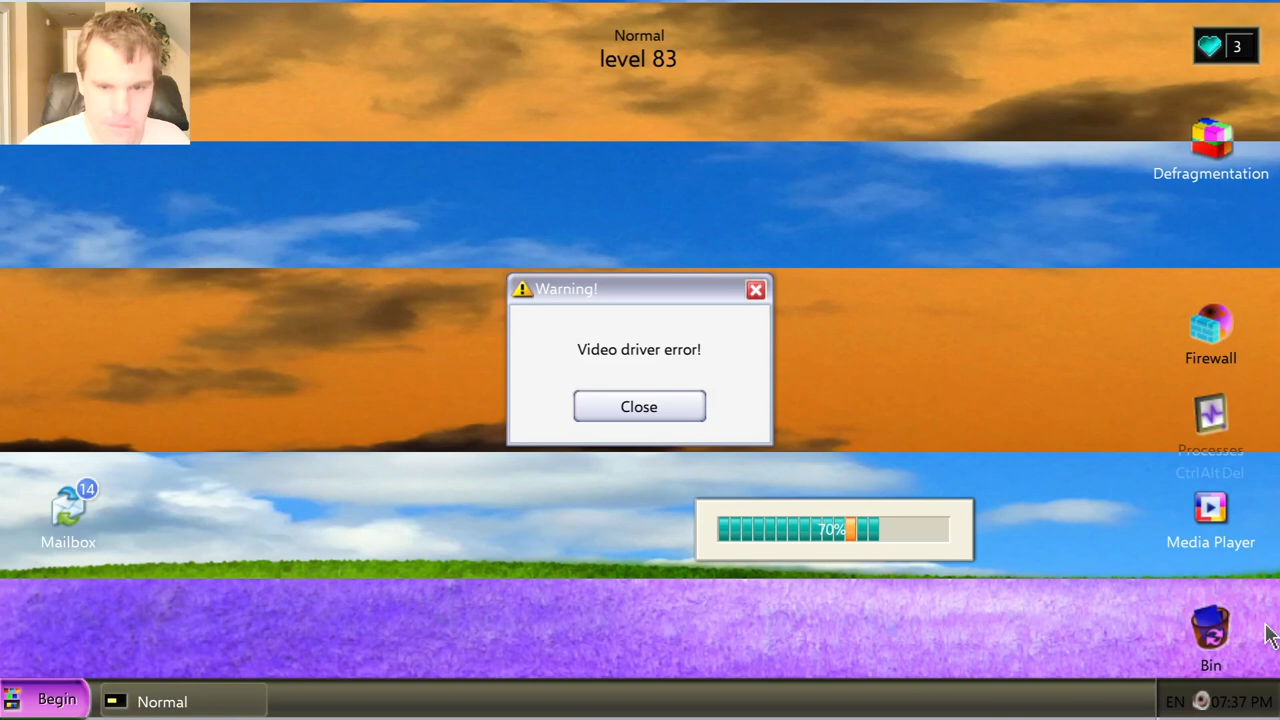 Normal
level 83
3
Defragmentation
Warning!
Video driver error!
Close
Firewall
Processes
CtrlAltDel
14
Mailbox
70%
Media Player
Bin
Begin
Normal
EN
07:37 PM